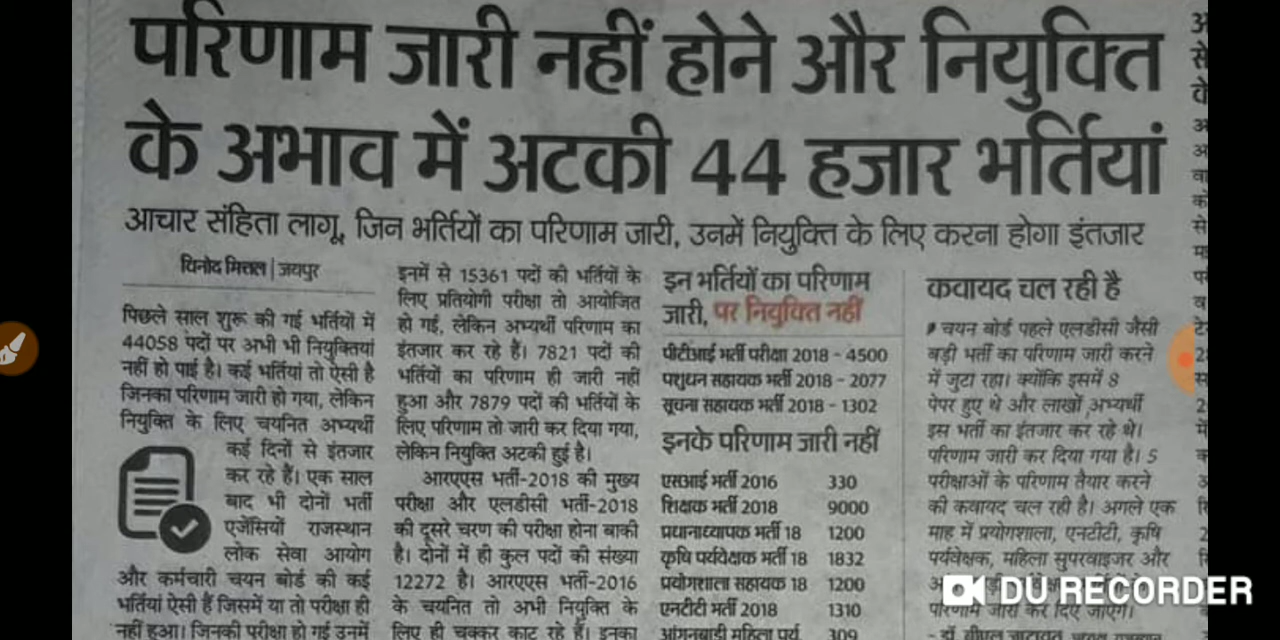 परिणाम जारी नहीं होने और नियुक्ति
के अभाव में अटकी 44 हजार भर्तियां
आचार संहिता लागू, जिन भर्तियों का परिणाम जारी, उनमें नियुक्ति के लिए करना होगा इंतजार
विनोद मित्तल | जयपुर
पिछले साल शुरू की गई भर्तियों में
44058 पदों पर अभी भी नियुक्तियां
नहीं हो पाई है। कई भर्तियां तो ऐसी है
जिनका परिणाम जारी हो गया, लेकिन
नियुक्ति के लिए चयनित अभ्यर्थी
कई दिनों से इंतजार
कर रहे हैं। एक साल
बाद भी दोनों भर्ती
एजेंसियों राजस्थान
लोक सेवा आयोग
और कर्मचारी चयन बोर्ड की कई
भर्तियां ऐसी हैं जिसमें या तो परीक्षा ही
नहीं हुआ। जिनकी परीक्षा हो गई उनमें
इनमें से 15361 पदों की भर्तियों के
लिए प्रतियोगी परीक्षा तो आयोजित
हो गई, लेकिन अभ्यर्थी परिणाम का
इंतजार कर रहे हैं। 7821 पदों की
भर्तियों का परिणाम ही जारी नहीं
हुआ और 7879 पदों की भर्तियों के
लिए परिणाम तो जारी कर दिया गया,
लेकिन नियुक्ति अटकी हुई है।
आरएएस भर्ती-2018 की मुख्य
परीक्षा और एलडीसी भर्ती-2018
की दूसरे चरण की परीक्षा होना बाकी
है। दोनों में ही कुल पदों की संख्या
12272 है। आरएएस भर्ती-2016
के चयनित तो अभी नियुक्ति के
लिए ही चक्कर काट रहे हैं। इनका
इन भर्तियों का परिणाम
जारी, पर नियुक्ति नहीं
पीटीआई भर्ती परीक्षा 2018 - 4500
पशुधन सहायक भर्ती 2018 - 2077
सूचना सहायक भर्ती 2018 - 1302
इनके परिणाम जारी नहीं
एसआई भर्ती 2016 330
शिक्षक भर्ती 2018 9000
प्रधानाध्यापक भर्ती 18 1200
कृषि पर्यवेक्षक भर्ती 18 1832
प्रयोगशाला सहायक 18 1200
एनटीटी भर्ती 2018 1310
आंगनबाड़ी महिला पर्य. 309
कवायद चल रही है
चयन बोर्ड पहले एलडीसी जैसी
बड़ी भर्ती का परिणाम जारी करने
में जुटा रहा। क्योंकि इसमें 8
पेपर हुए थे और लाखों अभ्यर्थी
इस भर्ती का इंतजार कर रहे थे।
परिणाम जारी कर दिया गया है। 5
परीक्षाओं के परिणाम तैयार करने
की कवायद चल रही है। अगले एक
माह में प्रयोगशाला, एनटीटी, कृषि
पर्यवेक्षक, महिला सुपरवाइजर और
परिणाम जारी कर दिए जाएंगे।
DU RECORDER